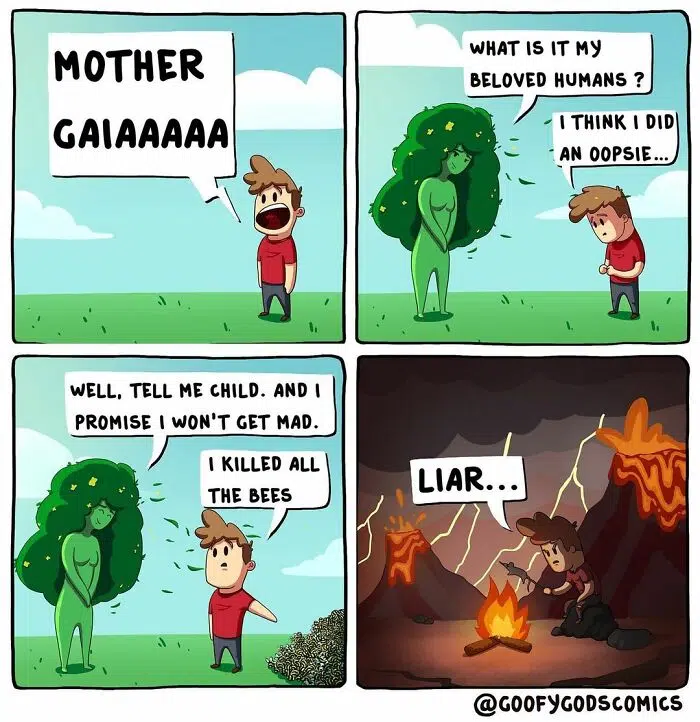 MOTHER
GAIAAAAA
WHAT IS IT MY
BELOVED HUMANS ?
I THINK I DID
AN OOPSIE...
WELL, TELL ME CHILD. AND I
PROMISE I WON'T GET MAD.
I KILLED ALL
THE BEES
LIAR...
@GOOFYGODSCOMICS